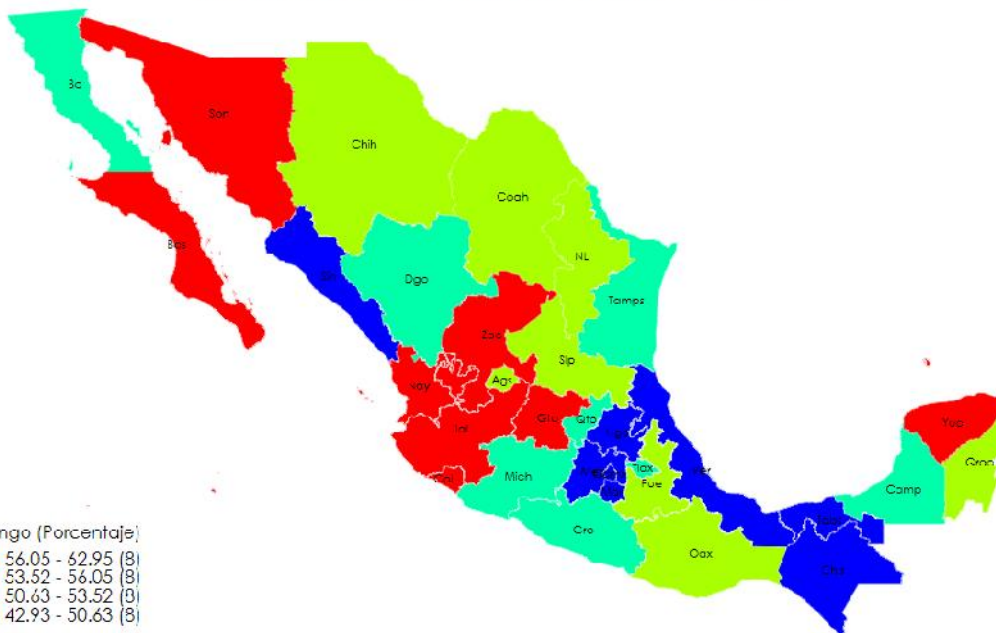 Bc
Son
Chih
Coah
Bcs
NL
Dgo
Tamps
Zac
Slp
Nay
Ags
Jal
Gto
Qto
Yuc
Mich
Tlax
Ver
Qroo
Col
Pue
Camp
Gro
Oax
Chis
ngo (Porcentaje)
56.05 - 62.95 (8)
53.52 - 56.05 (8)
50.63 - 53.52 (8)
42.93 - 50.63 (8)